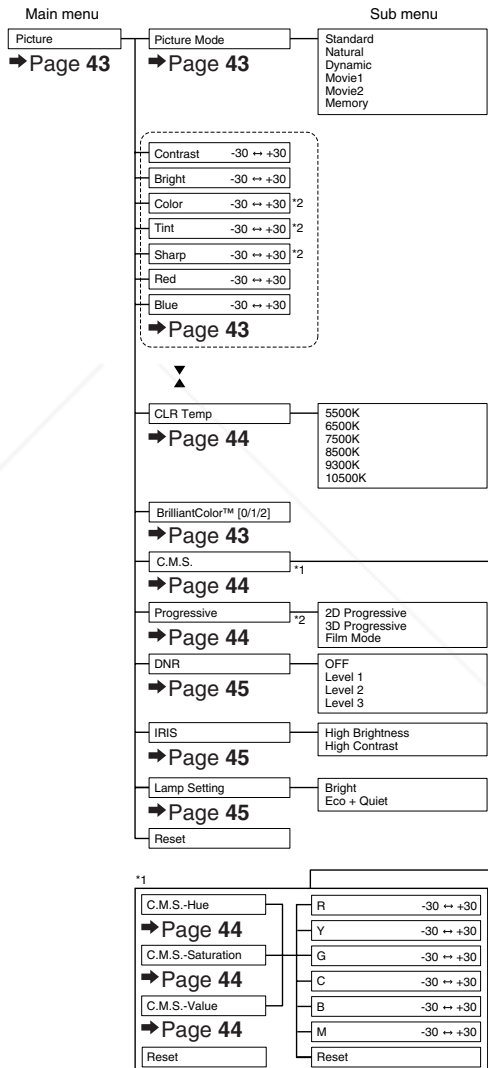 Main menu Sub menu
Picture
➡Page 43
Picture Mode
➡Page 43
Standard
Natural
Dynamic
Movie1
Movie2
Memory
Contrast -30 ↔ +30
Bright -30 ↔ +30
Color -30 ↔ +30 *2
Tint -30 ↔ +30 *2
Sharp -30 ↔ +30 *2
Red -30 ↔ +30
Blue -30 ↔ +30
➡Page 43
CLR Temp
➡Page 44
5500K
6500K
7500K
8500K
9300K
10500K
BrilliantColor™ [0/1/2]
➡Page 43
C.M.S. *1
➡Page 44
Progressive *2
➡Page 44
2D Progressive
3D Progressive
Film Mode
DNR
➡Page 45
OFF
Level 1
Level 2
Level 3
IRIS
➡Page 45
High Brightness
High Contrast
Lamp Setting
➡Page 45
Bright
Eco + Quiet
Reset
*1
C.M.S.-Hue
➡Page 44
C.M.S.-Saturation
➡Page 44
C.M.S.-Value
➡Page 44
Reset
R -30 ↔ +30
Y -30 ↔ +30
G -30 ↔ +30
C -30 ↔ +30
B -30 ↔ +30
M -30 ↔ +30
Reset